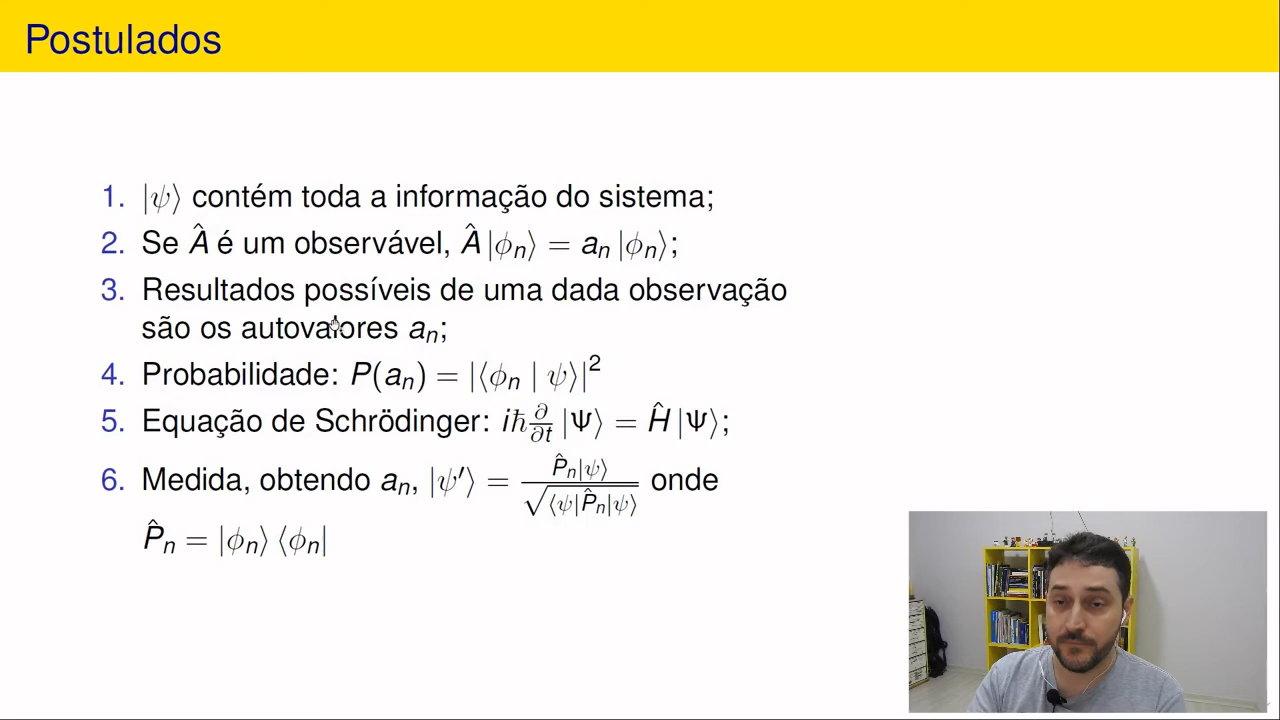 Postulados
1. |ψ⟩ contém toda a informação do sistema;
2. Se Â é um observável, Â|ϕₙ⟩ = aₙ|ϕₙ⟩;
3. Resultados possíveis de uma dada observação
são os autovalores aₙ;
4. Probabilidade: P(aₙ) = |⟨ϕₙ | ψ⟩|²
5. Equação de Schrödinger: iħ ∂/∂t |Ψ⟩ = Ĥ|Ψ⟩;
6. Medida, obtendo aₙ, |ψ′⟩ = P̂ₙ|ψ⟩ / √⟨ψ|P̂ₙ|ψ⟩ onde
P̂ₙ = |ϕₙ⟩ ⟨ϕₙ|